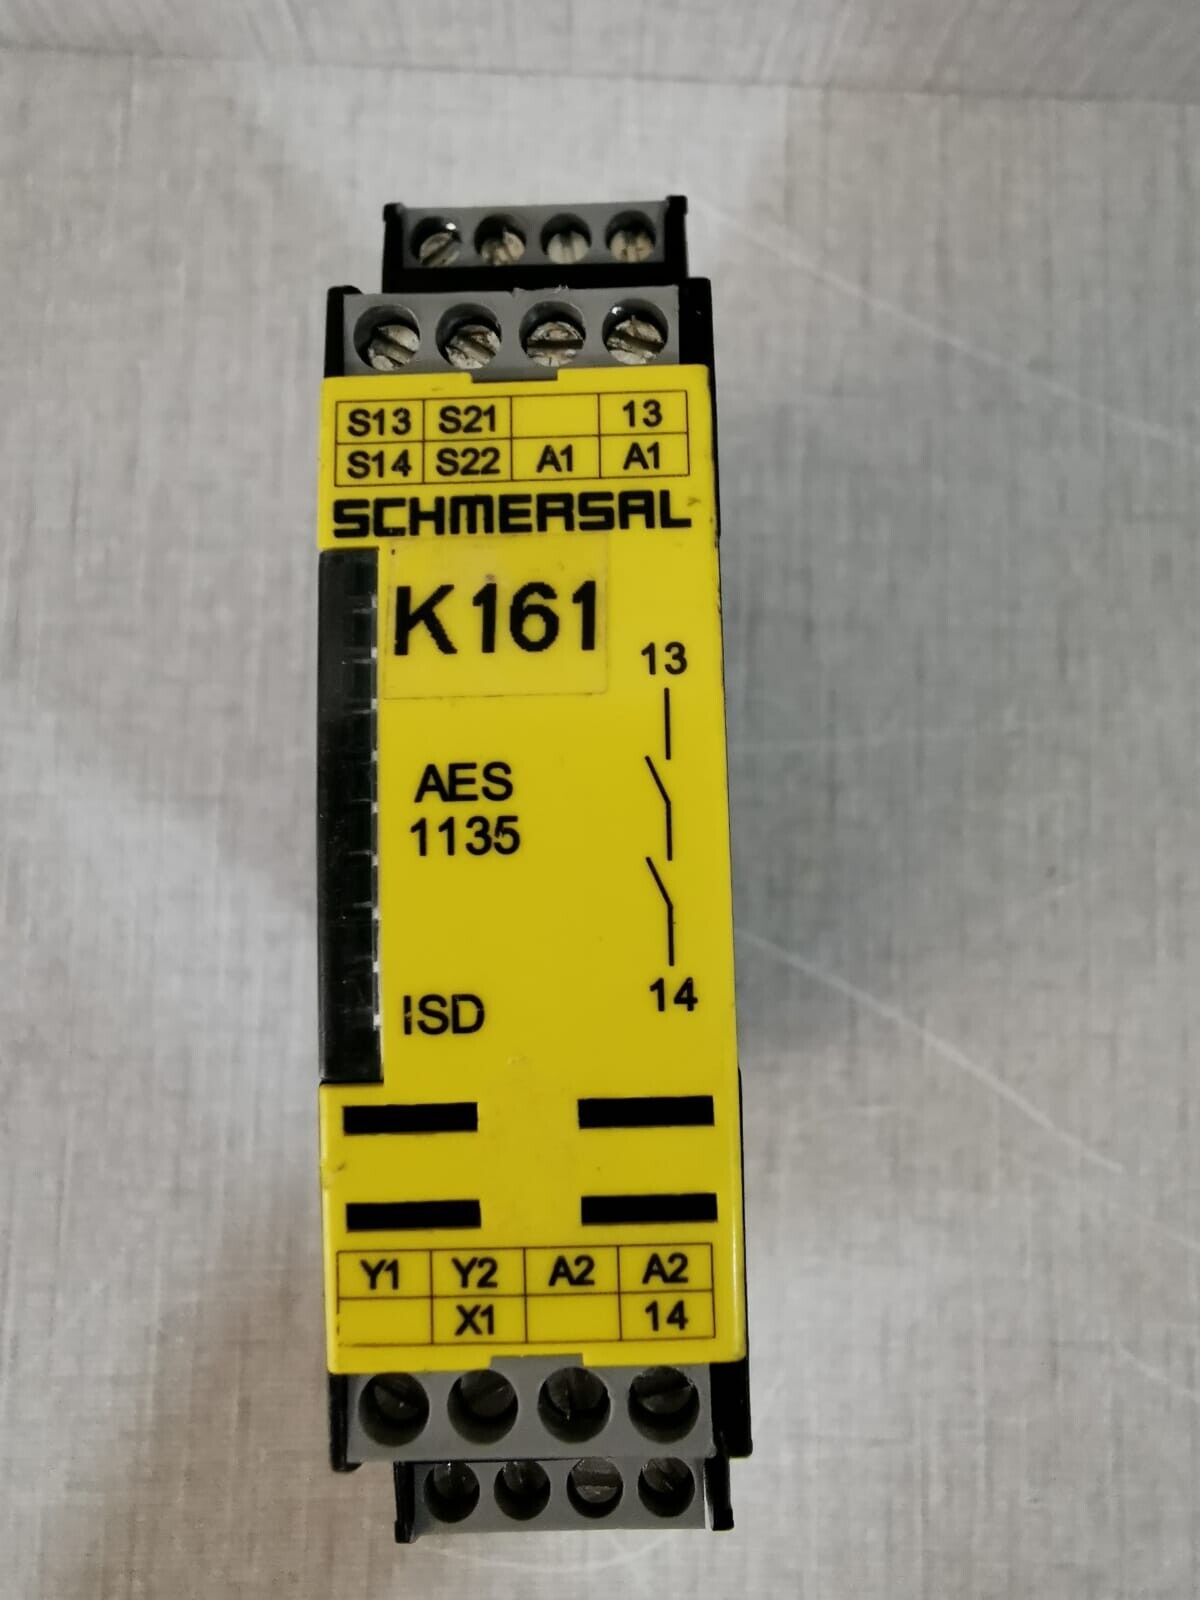 S13 S21 13
S14 S22 A1 A1
SCHMERSAL
K161
13
AES
1135
14
ISD
Y1 Y2 A2 A2
X1 14